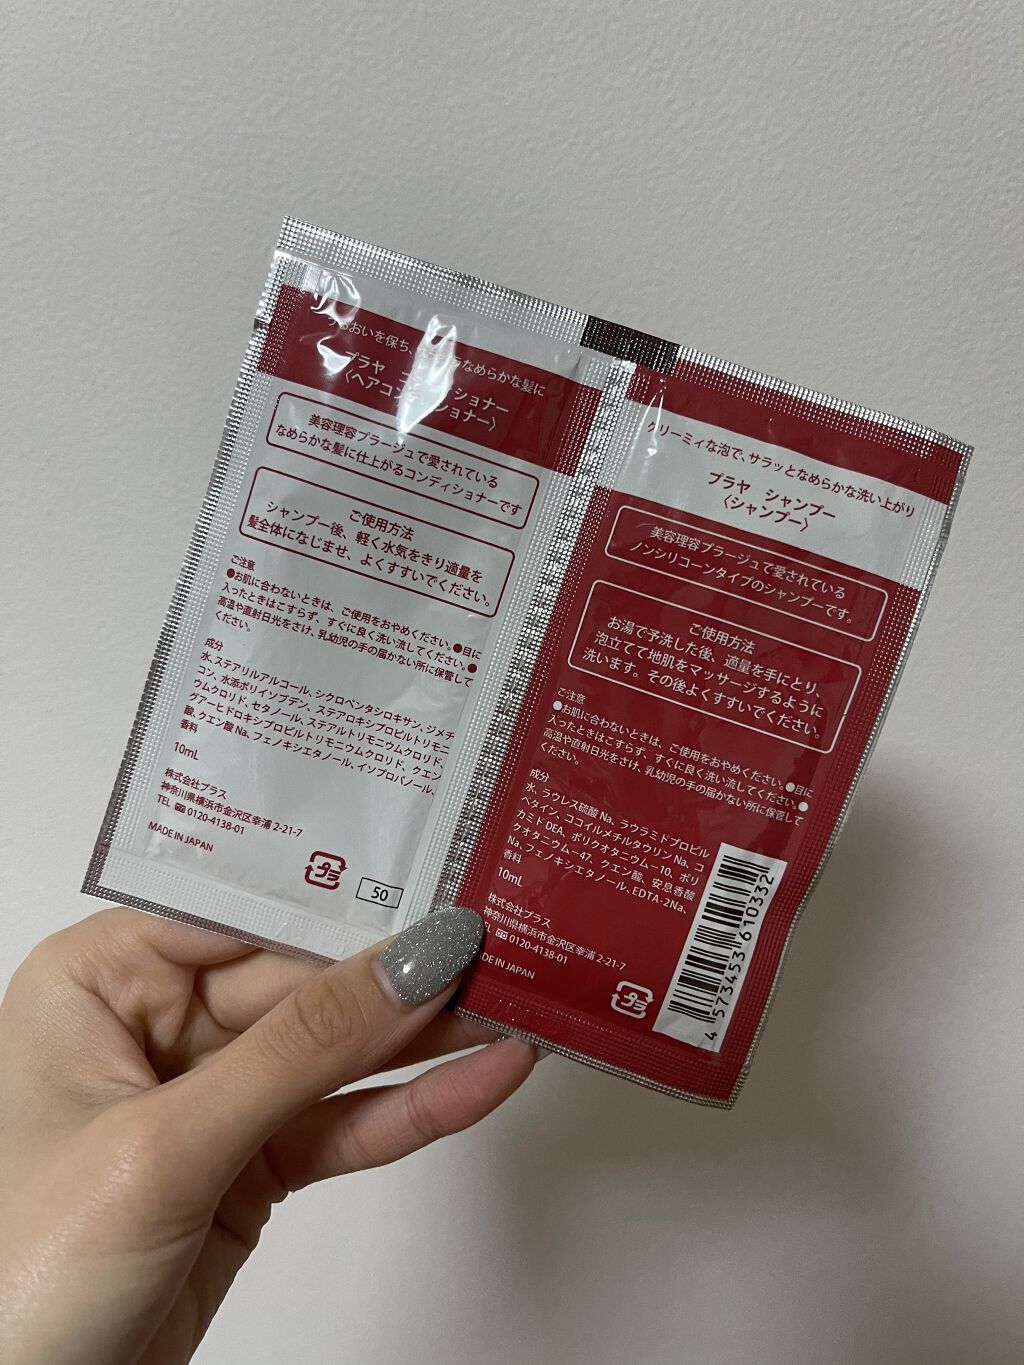 うるおいを保ち、なめらかな髪に
プラヤ コンディショナー
〈ヘアコンディショナー〉
美容理容プラージュで愛されている
なめらかな髪に仕上がるコンディショナーです
ご使用方法
シャンプー後、軽く水気をきり適量を
髪全体になじませ、よくすすいでください。
ご注意
●お肌に合わないときは、ご使用をおやめください。●目に
入ったときはこすらず、すぐに良く洗い流してください。●
高温や直射日光をさけ、乳幼児の手の届かない所に保管して
ください。
成分
水、ステアリルアルコール、シクロペンタシロキサン、ジメチ
コン、水添ポリイソブテン、ステアロキシプロピルトリモニ
ウムクロリド、セタノール、ステアルトリモニウムクロリド、
グアーヒドロキシプロピルトリモニウムクロリド、クエン
酸、クエン酸Na、フェノキシエタノール、イソプロパノール、
香料
10mL
株式会社プラス
神奈川県横浜市金沢区幸浦2-21-7
TEL 0120-4138-01
MADE IN JAPAN
プラ
50
クリーミィな泡で、サラッとなめらかな洗い上がり
プラヤ シャンプー
〈シャンプー〉
美容理容プラージュで愛されている
ノンシリコーンタイプのシャンプーです。
ご使用方法
お湯で予洗した後、適量を手にとり、
泡立てて地肌をマッサージするように
洗います。その後よくすすいでください。
ご注意
●お肌に合わないときは、ご使用をおやめください。●目に
入ったときはこすらず、すぐに良く洗い流してください。●
高温や直射日光をさけ、乳幼児の手の届かない所に保管して
ください。
成分
水、ラウレス硫酸Na、ラウラミドプロピル
ベタイン、ココイルメチルタウリンNa、コ
カミドDEA、ポリクオタニウム－10、ポリ
クオタニウム－47、クエン酸、安息香酸
Na、フェノキシエタノール、EDTA-2Na、
香料
10mL
株式会社プラス
神奈川県横浜市金沢区幸浦2-21-7
TEL 0120-4138-01
MADE IN JAPAN
プラ
4573453610332